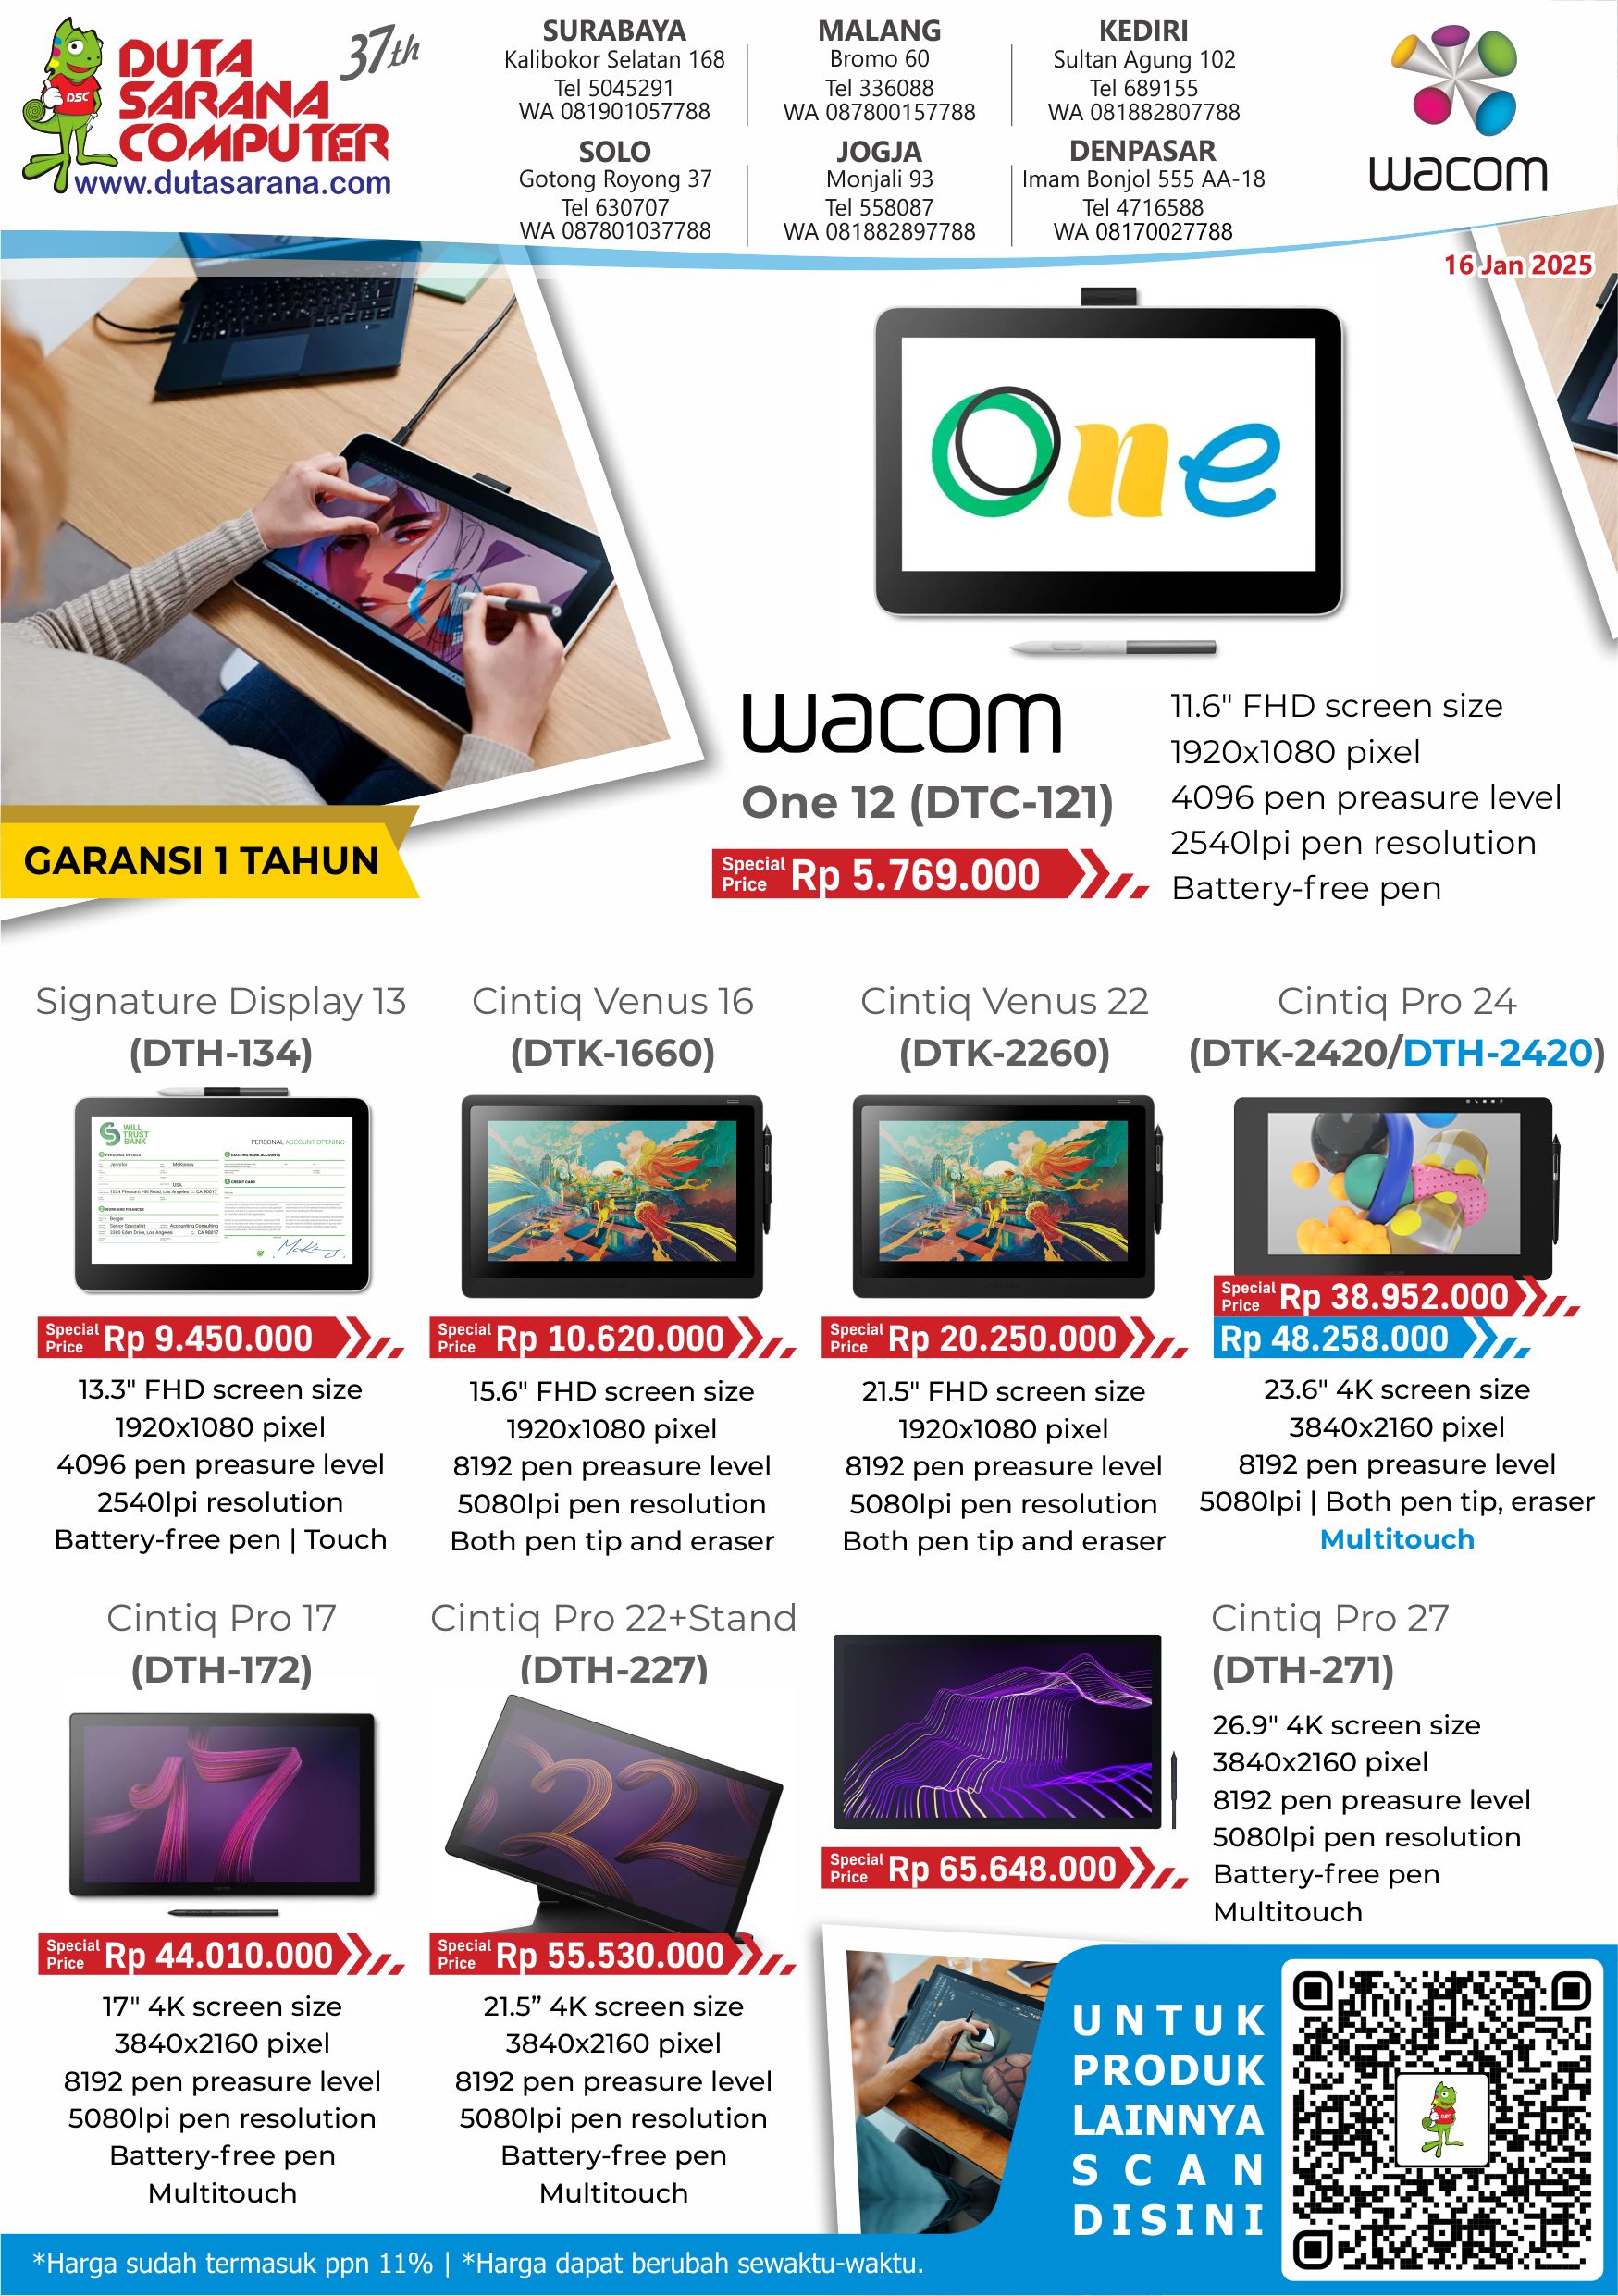 DUTA
SARANA
COMPUTER
37th
DSC
www.dutasarana.com
SURABAYA
Kalibokor Selatan 168
Tel 5045291
WA 081901057788
MALANG
Bromo 60
Tel 336088
WA 087800157788
KEDIRI
Sultan Agung 102
Tel 689155
WA 081882807788
SOLO
Gotong Royong 37
Tel 630707
WA 087801037788
JOGJA
Monjali 93
Tel 558087
WA 081882897788
DENPASAR
Imam Bonjol 555 AA-18
Tel 4716588
WA 08170027788
wacom
16 Jan 2025
One
GARANSI 1 TAHUN
wacom
One 12 (DTC-121)
Special Price Rp 5.769.000
11.6" FHD screen size
1920x1080 pixel
4096 pen preasure level
2540lpi pen resolution
Battery-free pen
Signature Display 13
(DTH-134)
WILL
TRUST
BANK
PERSONAL ACCOUNT OPENING
Special Price Rp 9.450.000
13.3" FHD screen size
1920x1080 pixel
4096 pen preasure level
2540lpi resolution
Battery-free pen | Touch
Cintiq Venus 16
(DTK-1660)
Special Price Rp 10.620.000
15.6" FHD screen size
1920x1080 pixel
8192 pen preasure level
5080lpi pen resolution
Both pen tip and eraser
Cintiq Venus 22
(DTK-2260)
Special Price Rp 20.250.000
21.5" FHD screen size
1920x1080 pixel
8192 pen preasure level
5080lpi pen resolution
Both pen tip and eraser
Cintiq Pro 24
(DTK-2420/DTH-2420)
Special Price Rp 38.952.000
Rp 48.258.000
23.6" 4K screen size
3840x2160 pixel
8192 pen preasure level
5080lpi | Both pen tip, eraser
Multitouch
Cintiq Pro 17
(DTH-172)
17
Special Price Rp 44.010.000
17" 4K screen size
3840x2160 pixel
8192 pen preasure level
5080lpi pen resolution
Battery-free pen
Multitouch
Cintiq Pro 22+Stand
(DTH-227)
22
Special Price Rp 55.530.000
21.5” 4K screen size
3840x2160 pixel
8192 pen preasure level
5080lpi pen resolution
Battery-free pen
Multitouch
Special Price Rp 65.648.000
Cintiq Pro 27
(DTH-271)
26.9" 4K screen size
3840x2160 pixel
8192 pen preasure level
5080lpi pen resolution
Battery-free pen
Multitouch
UNTUK
PRODUK
LAINNYA
SCAN
DISINI
*Harga sudah termasuk ppn 11% | *Harga dapat berubah sewaktu-waktu.